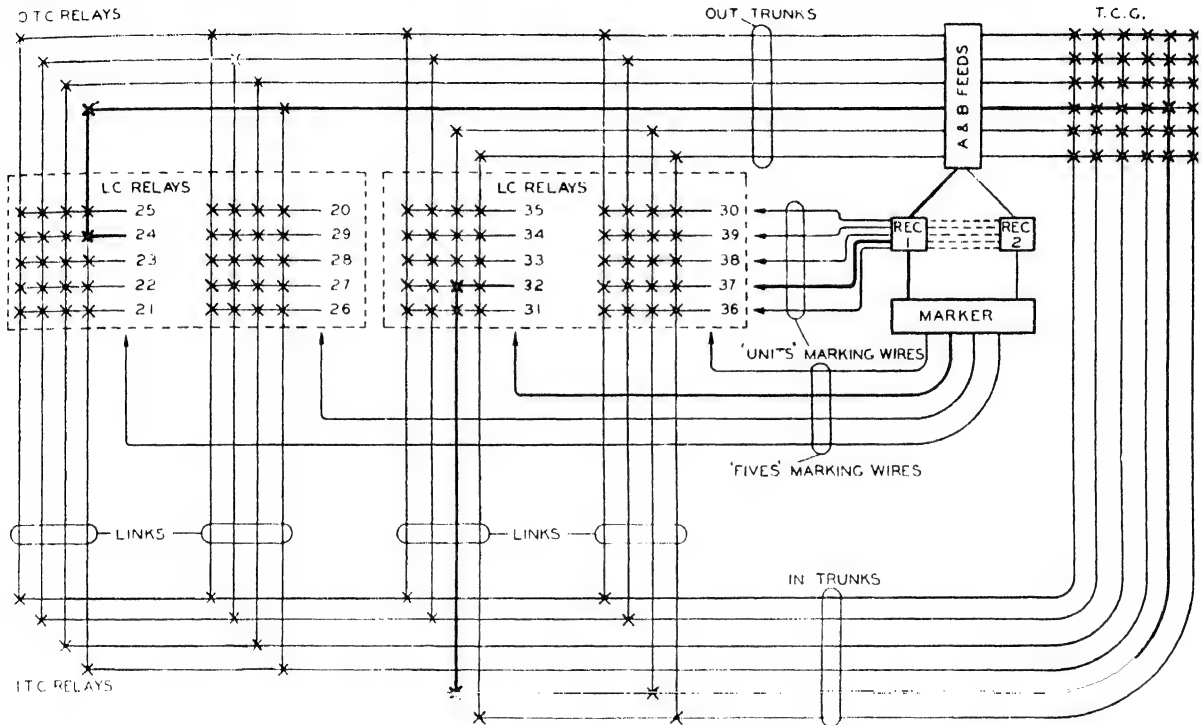 OTC RELAYS
OUT TRUNKS
T.C.G.
A & B FEEDS
LC RELAYS
25
24
23
22
21
20
29
28
27
26
LC RELAYS
35
34
33
32
31
30
39
38
37
36
REC 1
REC 2
MARKER
'UNITS' MARKING WIRES
'FIVES' MARKING WIRES
LINKS
LINKS
IN TRUNKS
ITC RELAYS